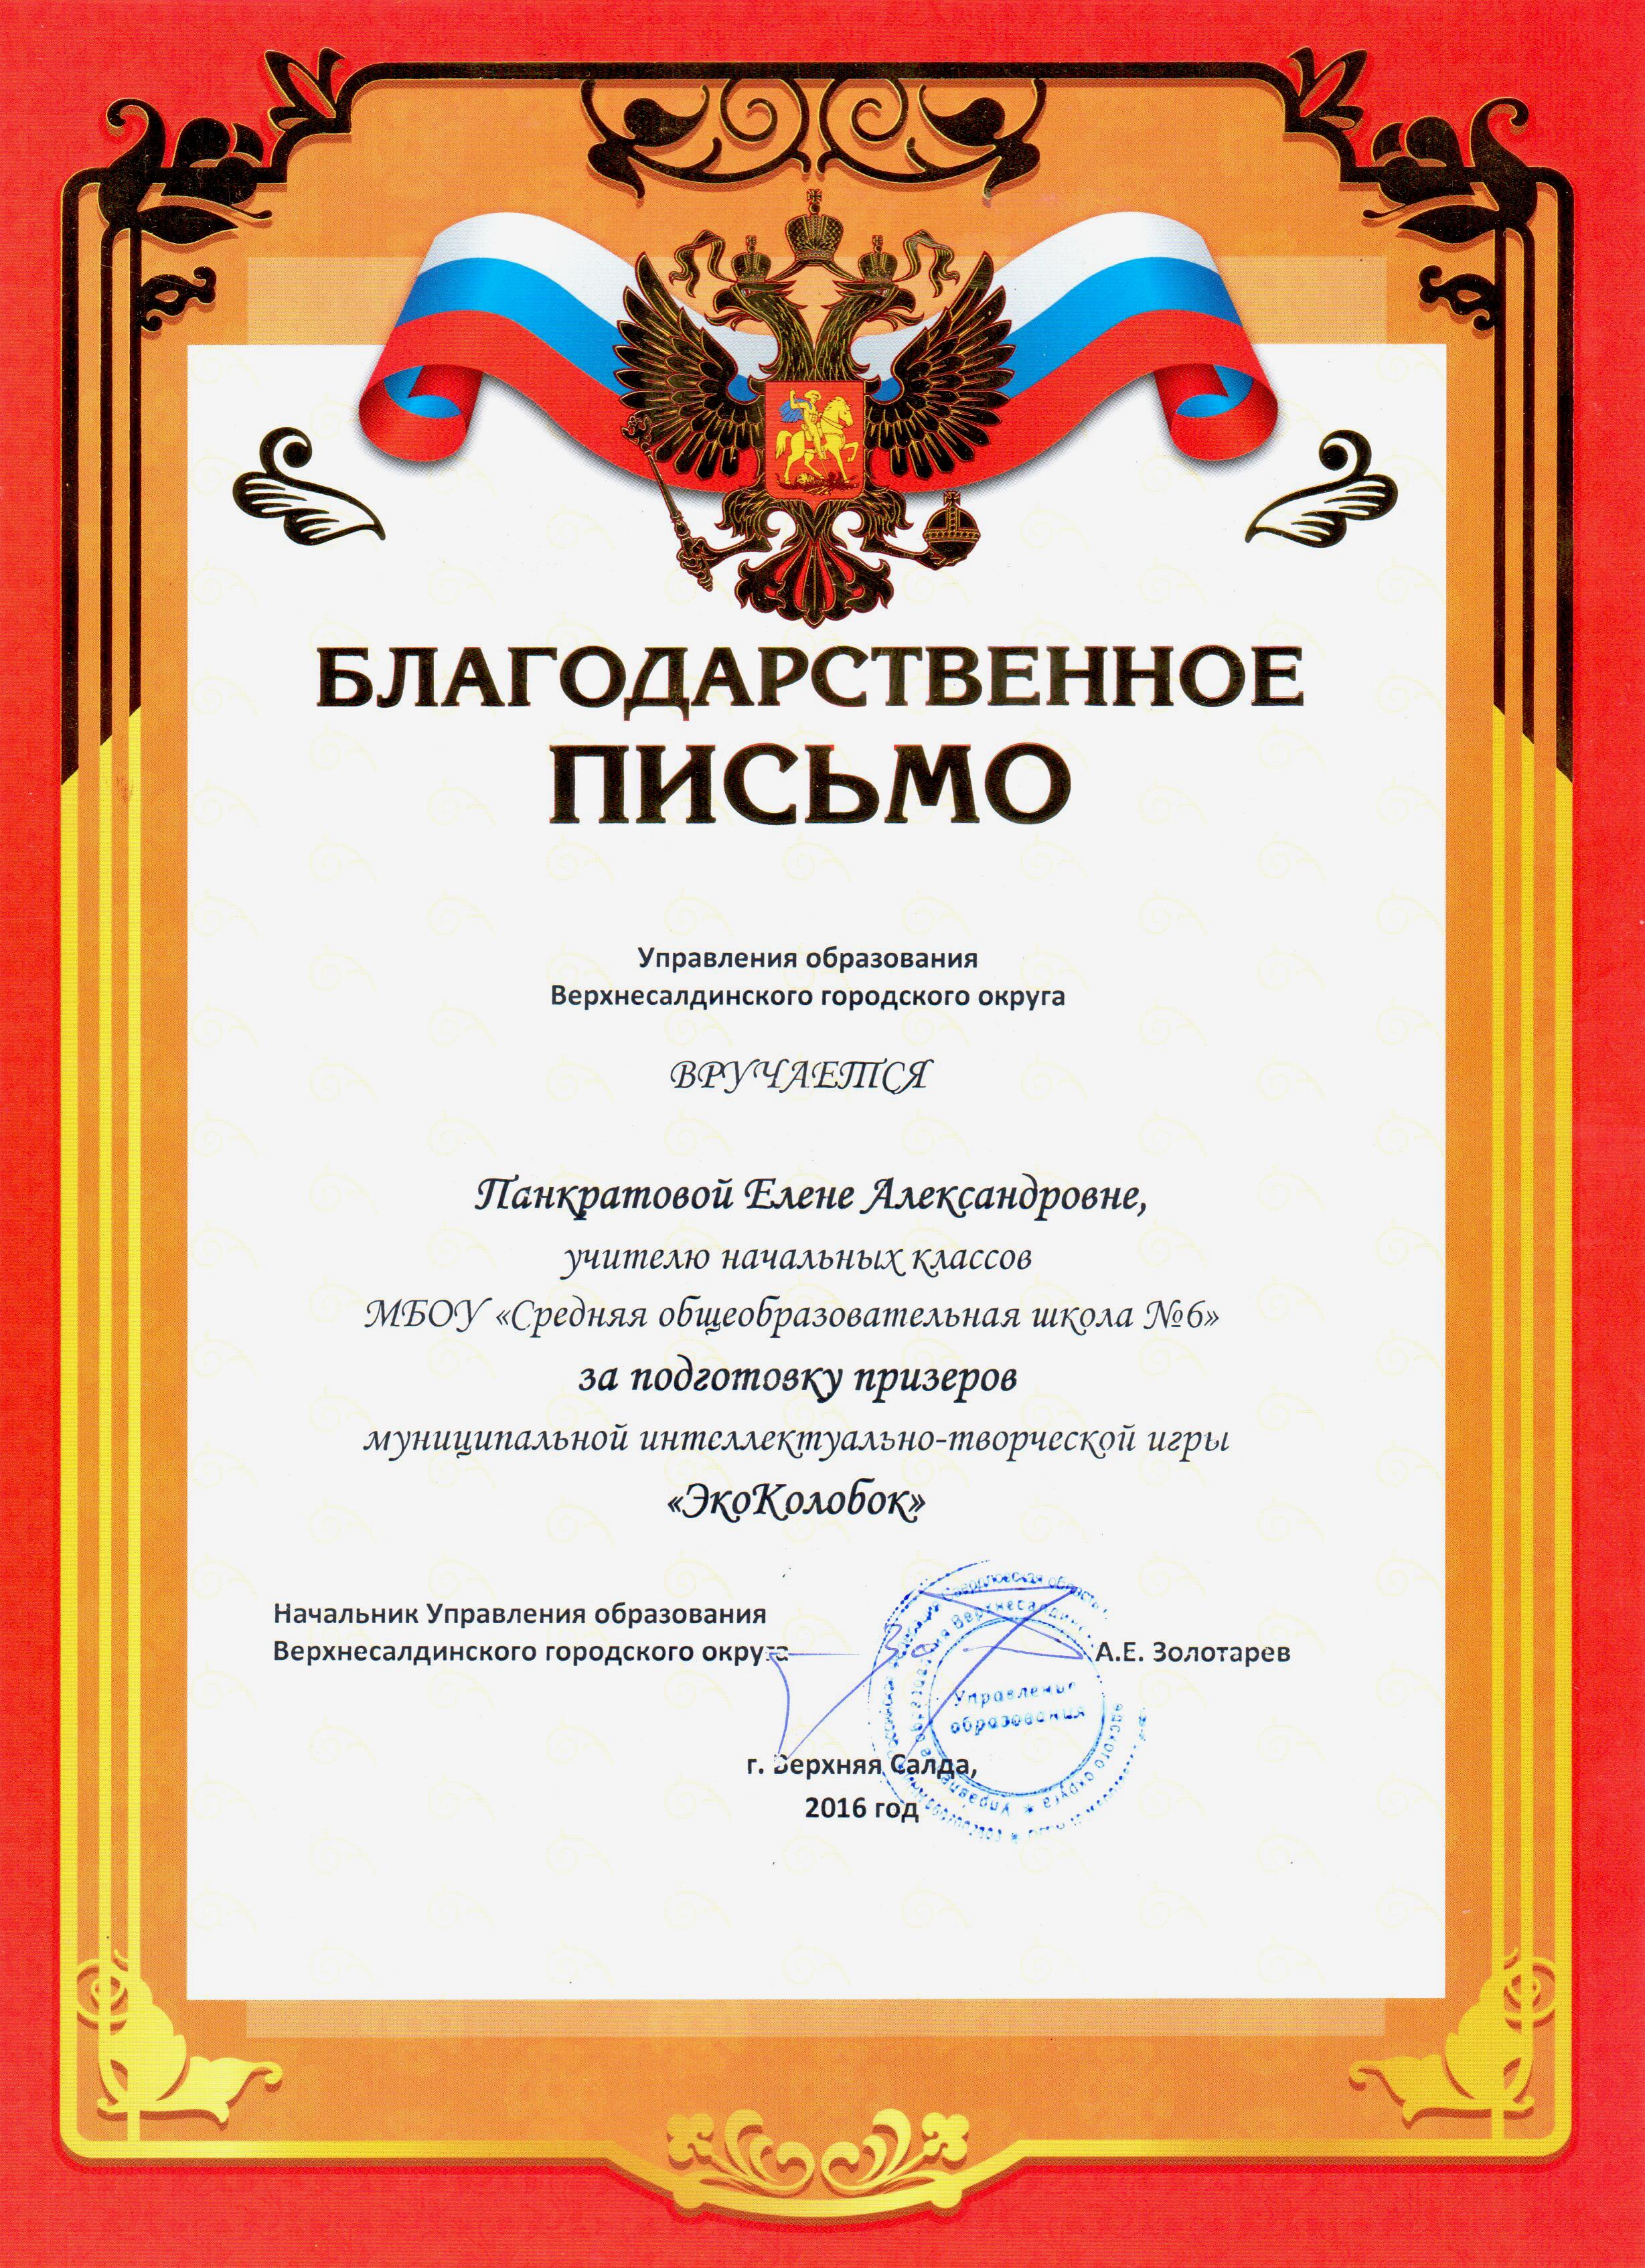 БЛАГОДАРСТВЕННОЕ
ПИСЬМО
Управления образования
Верхнесалдинского городского округа
ВРУЧАЕТСЯ
Панкратовой Елене Александровне,
учителю начальных классов
МБОУ «Средняя общеобразовательная школа №6»
за подготовку призеров
муниципальной интеллектуально-творческой игры
«ЭкоКолобок»
Начальник Управления образования
Верхнесалдинского городского округа
А.Е. Золотарев
Управление
образования
г. Верхняя Салда,
2016 год